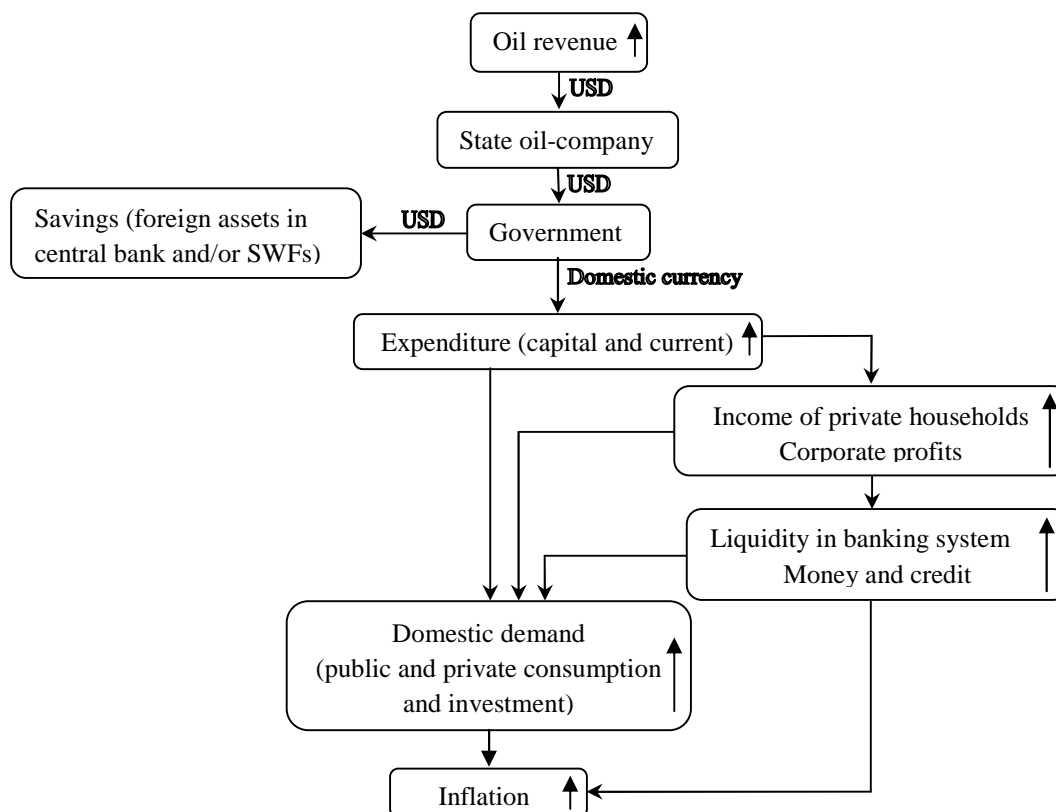 Oil revenue
USD
State oil-company
USD
Savings (foreign assets in
central bank and/or SWFs)
USD
Government
Domestic currency
Expenditure (capital and current)
Income of private households
Corporate profits
Liquidity in banking system
Money and credit
Domestic demand
(public and private consumption
and investment)
Inflation